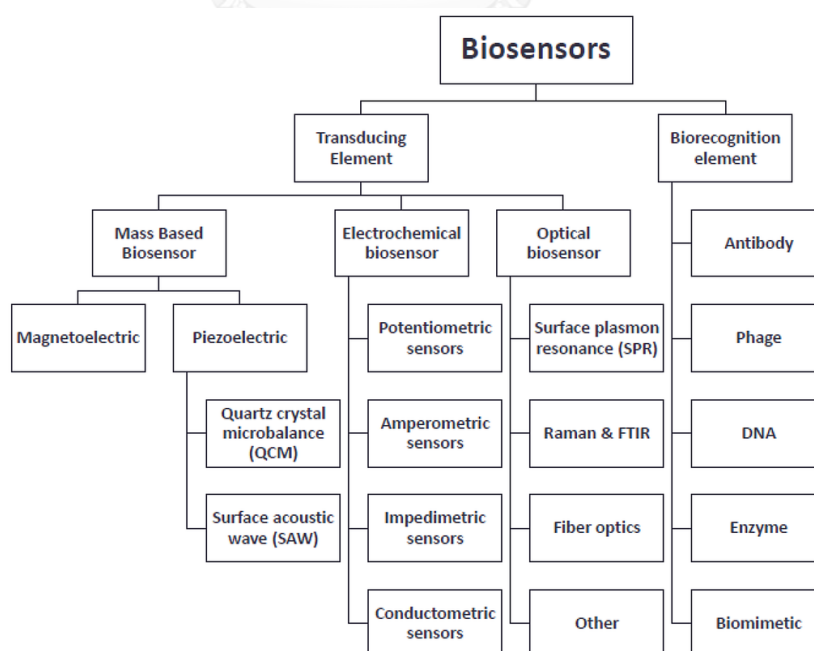 Biosensors
Transducing
Element
Biorecognition
element
Mass Based
Biosensor
Electrochemical
biosensor
Optical
biosensor
Antibody
Magnetoelectric
Piezoelectric
Potentiometric
sensors
Surface plasmon
resonance (SPR)
Phage
Quartz crystal
microbalance
(QCM)
Amperometric
sensors
Raman & FTIR
DNA
Surface acoustic
wave (SAW)
Impedimetric
sensors
Fiber optics
Enzyme
Conductometric
sensors
Other
Biomimetic